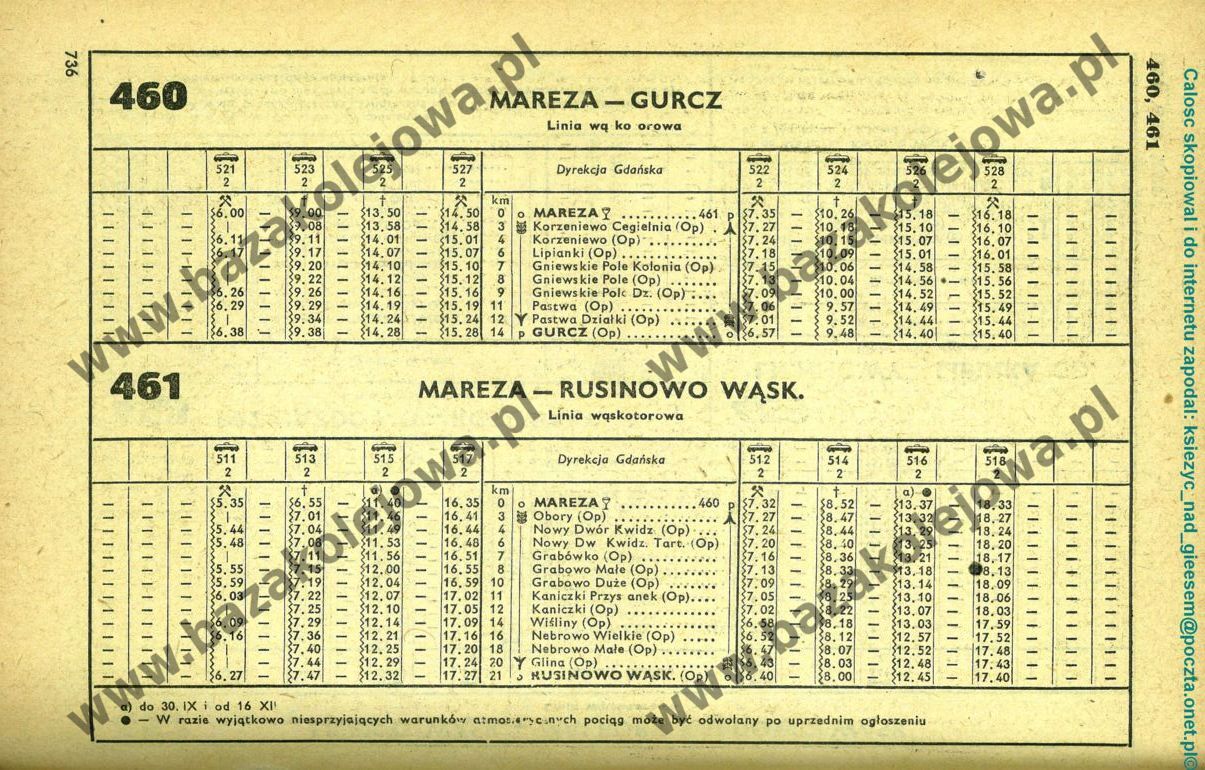 736
460, 461
460
MAREZA — GURCZ
Linia wą ko orowa
521 523 525 527 Dyrekcja Gdańska 522 524 526 528
2 2 2 2 2 2 2 2
km
— — 6.00 — 9.00 — 13.50 — 14.50 0 o MAREZA ...........461 p 7.35 — 10.26 — 15.18 — 16.18 — — —
— — | — 9.08 — 13.58 — 14.58 3 Korzeniewo Cegielnia (Op) 7.27 — 10.18 — 15.10 — 16.10 — — —
— — 6.11 — 9.11 — 14.01 — 15.01 4 Korzeniewo (Op) 7.24 — 10.15 — 15.07 — 16.07 — — —
— — 6.17 — 9.17 — 14.07 — 15.07 6 Lipianki (Op) 7.18 — 10.09 — 15.01 — 16.01 — — —
— — — 9.20 — 14.10 — 15.10 7 Gniewskie Pole Kolonia (Op) — 10.06 — 14.58 — 15.58 — — —
— — — 9.22 — 14.12 — 15.12 8 Gniewskie Pole (Op) 7.13 — 10.04 — 14.56 — 15.56 — — —
— — 6.26 — 9.26 — 14.16 — 15.16 9 Gniewskie Pole Dz. (Op) 7.09 — 10.00 — 14.52 — 15.52 — — —
— — 6.29 — 9.29 — 14.19 — 15.19 11 Pastwa (Op) 7.06 — 9.57 — 14.49 — 15.49 — — —
— — — 9.34 — 14.24 — 15.24 12 Pastwa Działki (Op) 7.01 — 9.52 — 14.44 — 15.44 — — —
— — 6.38 — 9.38 — 14.28 — 15.28 14 p GURCZ (Op) o 6.57 — 9.48 — 14.40 — 15.40 — — —
461
MAREZA — RUSINOWO WĄSK.
Linia wąskotorowa
511 513 515 517 Dyrekcja Gdańska 512 514 516 518
2 2 2 2 2 2 2 2
a) ● km a) ●
— — 5.35 — 6.55 — 11.40 — 16.35 0 o MAREZA ...........460 p 7.32 — 8.52 — 13.37 — 18.33 — — —
— — | — 7.01 — 11.46 — 16.41 3 Obory (Op) 7.27 — 8.47 — 13.32 — 18.27 — — —
— — 5.44 — 7.04 — 11.49 — 16.44 4 Nowy Dwór Kwidz. (Op) ... 7.24 — 8.44 — — 18.24 — — —
— — 5.48 — 7.08 — 11.53 — 16.48 6 Nowy Dw Kwidz. Tart. (Op) 7.20 — 8.40 — 13.25 — 18.20 — — —
— — | — 7.11 — 11.56 — 16.51 7 Grabówko (Op) 7.16 — 8.36 — 13.21 — 18.17 — — —
— — 5.55 — 7.15 — 12.00 — 16.55 8 Grabowo Małe (Op) 7.13 — 8.33 — 13.18 — 18.13 — — —
— — 5.59 — 7.19 — 12.04 — 16.59 10 Grabowo Duże (Op) 7.09 — 8.29 — 13.14 — 18.09 — — —
— — 6.03 — 7.22 — 12.07 — 17.02 11 Kaniczki Przys anek (Op) 7.05 — 8.25 — 13.10 — 18.06 — — —
— — | — 7.25 — 12.10 — 17.05 12 Kaniczki (Op) 7.02 — 8.22 — 13.07 — 18.03 — — —
— — 6.09 — 7.29 — 12.14 — 17.09 14 Wiśliny (Op) 6.58 — 8.18 — 13.03 — 17.59 — — —
— — 6.16 — 7.36 — 12.21 — 17.16 16 Nebrowo Wielkie (Op) 6.52 — 8.12 — 12.57 — 17.52 — — —
— — | — 7.40 — 12.25 — 17.20 18 Nebrowo Małe (Op) 6.47 — 8.07 — 12.52 — 17.48 — — —
— — | — 7.44 — 12.29 — 17.24 20 Glina (Op) 6.43 — 8.03 — 12.48 — 17.43 — — —
— — 6.27 — 7.47 — 12.32 — 17.27 21 RUSINOWO WĄSK. (Op) o 6.40 — 8.00 — 12.45 — 17.40 — — —
a) do 30. IX i od 16 XII
● — W razie wyjątkowo niesprzyjających warunków pociąg może być odwołany po uprzednim ogłoszeniu
www.bazakolejowa.pl
www.bazakolejowa.pl
www.bazakolejowa.pl
www.bazakolejowa.pl
Calosc skopiowal i do internetu zapodal: ksiezyc_nad_gieesem@poczta.onet.pl©